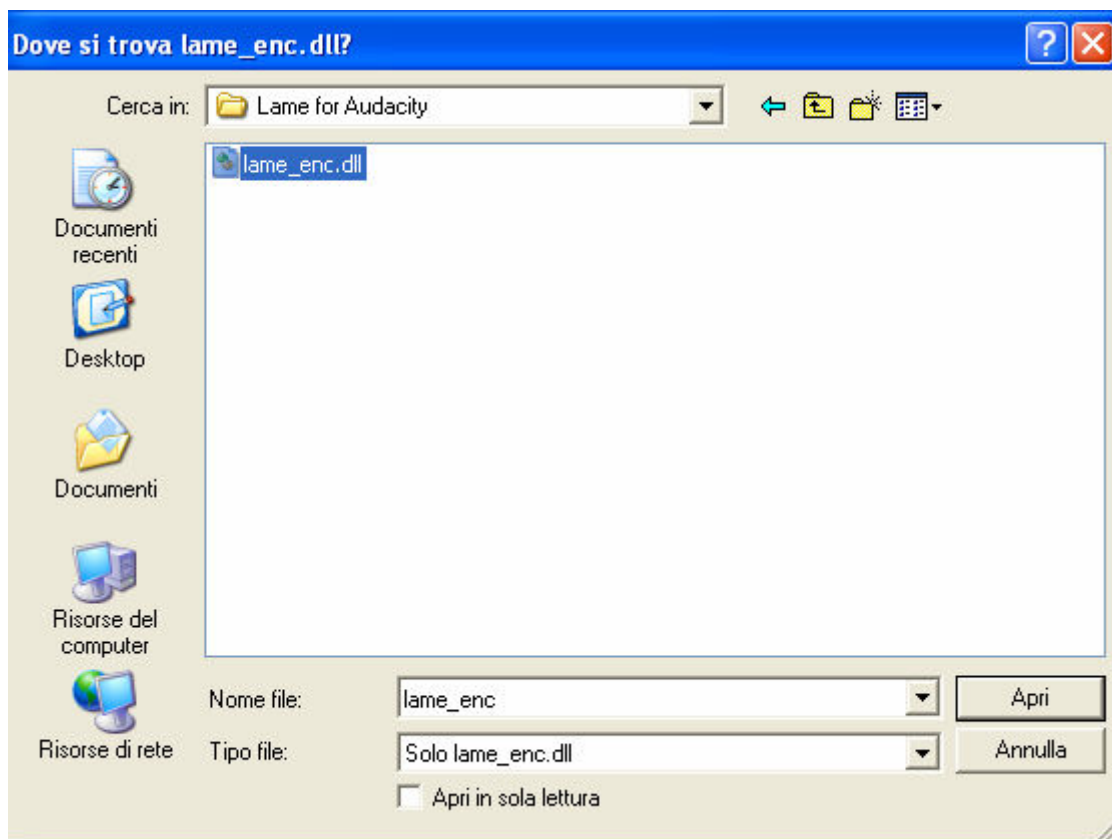 Dove si trova lame_enc.dll?
Cerca in:
Lame for Audacity
lame_enc.dll
Documenti
recenti
Desktop
Documenti
Risorse del
computer
Risorse di rete
Nome file:
lame_enc
Apri
Tipo file:
Solo lame_enc.dll
Annulla
Apri in sola lettura